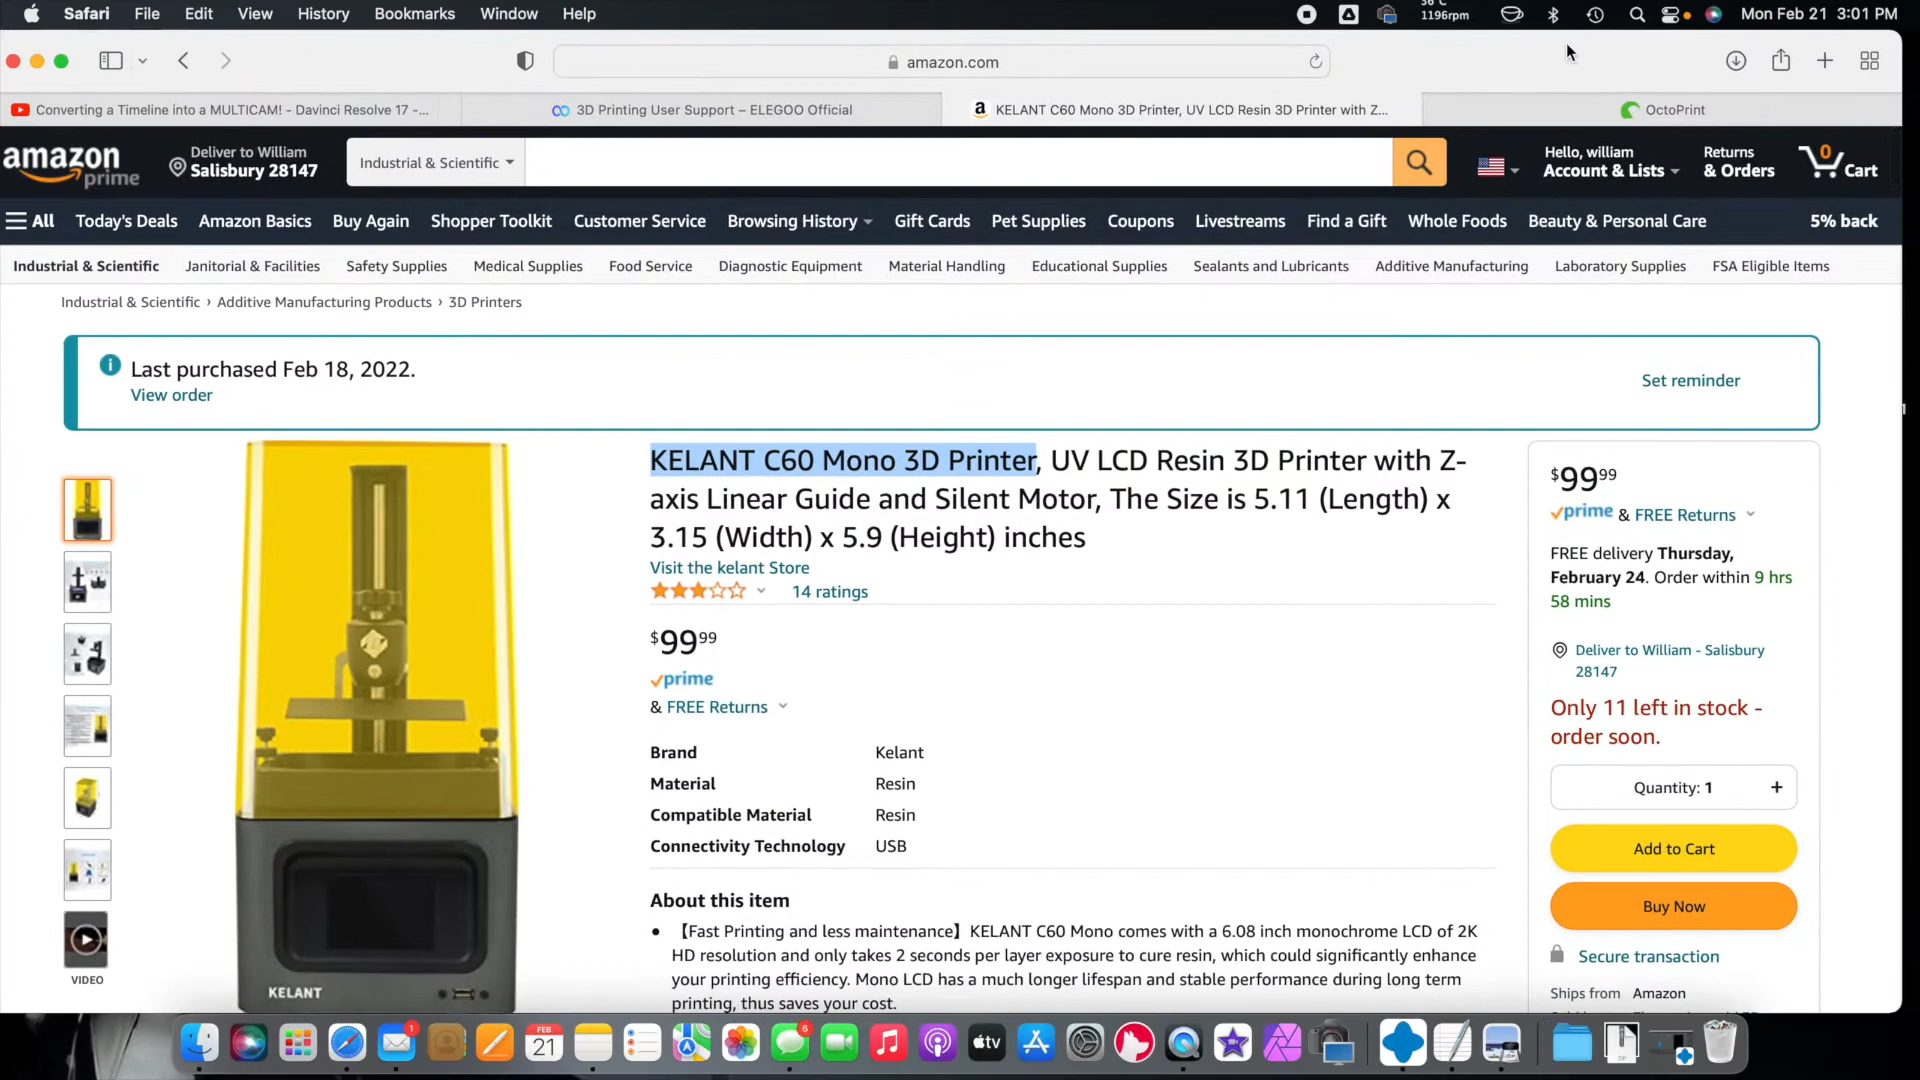 Safari File Edit View History Bookmarks Window Help
1196rpm
Mon Feb 21 3:01 PM
amazon.com
Converting a Timeline into a MULTICAM! - Davinci Resolve 17 -...
3D Printing User Support – ELEGOO Official
KELANT C60 Mono 3D Printer, UV LCD Resin 3D Printer with Z...
OctoPrint
amazon
prime
Deliver to William
Salisbury 28147
Industrial & Scientific
Hello, william
Account & Lists
Returns
& Orders
0
Cart
All Today's Deals Amazon Basics Buy Again Shopper Toolkit Customer Service Browsing History Gift Cards Pet Supplies Coupons Livestreams Find a Gift Whole Foods Beauty & Personal Care 5% back
Industrial & Scientific Janitorial & Facilities Safety Supplies Medical Supplies Food Service Diagnostic Equipment Material Handling Educational Supplies Sealants and Lubricants Additive Manufacturing Laboratory Supplies FSA Eligible Items
Industrial & Scientific › Additive Manufacturing Products › 3D Printers
Last purchased Feb 18, 2022.
View order
Set reminder
KELANT C60 Mono 3D Printer, UV LCD Resin 3D Printer with Z-
axis Linear Guide and Silent Motor, The Size is 5.11 (Length) x
3.15 (Width) x 5.9 (Height) inches
Visit the kelant Store
14 ratings
$99 99
prime
& FREE Returns
Brand Kelant
Material Resin
Compatible Material Resin
Connectivity Technology USB
About this item
• 【Fast Printing and less maintenance】KELANT C60 Mono comes with a 6.08 inch monochrome LCD of 2K
HD resolution and only takes 2 seconds per layer exposure to cure resin, which could significantly enhance
your printing efficiency. Mono LCD has a much longer lifespan and stable performance during long term
printing, thus saves your cost.
$99 99
prime & FREE Returns
FREE delivery Thursday,
February 24. Order within 9 hrs
58 mins
Deliver to William - Salisbury
28147
Only 11 left in stock -
order soon.
Quantity: 1 +
Add to Cart
Buy Now
Secure transaction
Ships from Amazon
VIDEO
KELANT
1
FEB
21
6
tv
ZIP